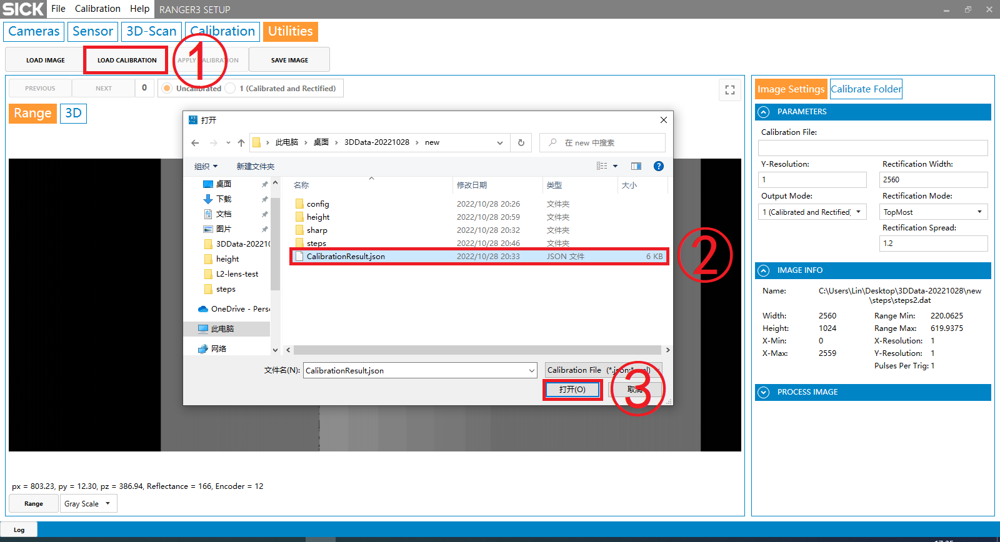 SICK File Calibration Help RANGER3 SETUP
Cameras Sensor 3D-Scan Calibration Utilities
LOAD IMAGE LOAD CALIBRATION APPLY CALIBRATION SAVE IMAGE
①
PREVIOUS NEXT 0 Uncalibrated 1 (Calibrated and Rectified)
Range 3D
打开
此电脑 › 桌面 › 3DData-20221028 › new
在 new 中搜索
组织 新建文件夹
名称 修改日期 类型 大小
桌面
下载
文档
图片
3DData-202210
height
L2-lens-test
steps
OneDrive - Pers
此电脑
网络
config 2022/10/28 20:26 文件夹
height 2022/10/28 20:59 文件夹
sharp 2022/10/28 20:32 文件夹
steps 2022/10/28 20:46 文件夹
CalibrationResult.json 2022/10/28 20:33 JSON 文件 6 KB
②
文件名(N): CalibrationResult.json Calibration File (*.json;*.xml)
打开(O) 取消
③
px = 803.23, py = 12.30, pz = 386.94, Reflectance = 166, Encoder = 12
Range Gray Scale
Log
Image Settings Calibrate Folder
PARAMETERS
Calibration File:
Y-Resolution: Rectification Width:
1 2560
Output Mode: Rectification Mode:
1 (Calibrated and Rectified) TopMost
Rectification Spread:
1.2
IMAGE INFO
Name: C:\Users\Lin\Desktop\3DData-20221028\new
\steps\steps2.dat
Width: 2560 Range Min: 220.0625
Height: 1024 Range Max: 619.9375
X-Min: 0 X-Resolution: 1
X-Max: 2559 Y-Resolution: 1
Pulses Per Trig: 1
PROCESS IMAGE